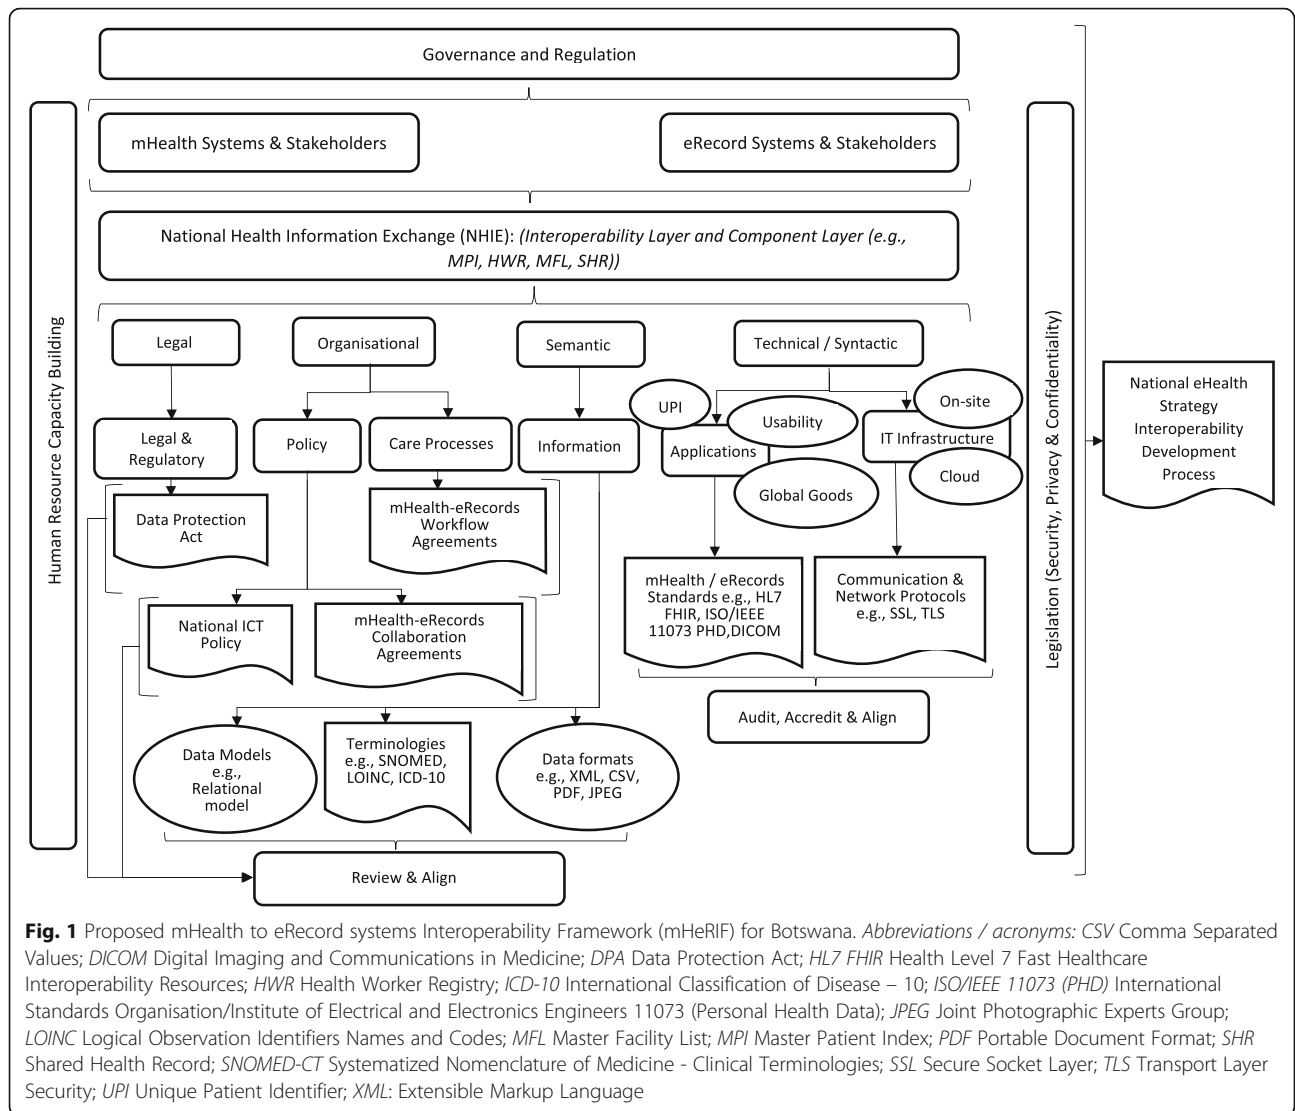 Governance and Regulation
mHealth Systems & Stakeholders
eRecord Systems & Stakeholders
National Health Information Exchange (NHIE): (Interoperability Layer and Component Layer (e.g.,
MPI, HWR, MFL, SHR))
Human Resource Capacity Building
Legal
Organisational
Semantic
Technical / Syntactic
Legal &
Regulatory
Policy
Care Processes
Information
UPI
Usability
Applications
Global Goods
On-site
IT Infrastructure
Cloud
Data Protection
Act
mHealth-eRecords
Workflow
Agreements
National ICT
Policy
mHealth-eRecords
Collaboration
Agreements
mHealth / eRecords
Standards e.g., HL7
FHIR, ISO/IEEE
11073 PHD,DICOM
Communication &
Network Protocols
e.g., SSL, TLS
Audit, Accredit & Align
Data Models
e.g.,
Relational
model
Terminologies
e.g., SNOMED,
LOINC, ICD-10
Data formats
e.g., XML, CSV,
PDF, JPEG
Review & Align
Legislation (Security, Privacy & Confidentiality)
National eHealth
Strategy
Interoperability
Development
Process
Fig. 1 Proposed mHealth to eRecord systems Interoperability Framework (mHeRIF) for Botswana. Abbreviations / acronyms: CSV Comma Separated
Values; DICOM Digital Imaging and Communications in Medicine; DPA Data Protection Act; HL7 FHIR Health Level 7 Fast Healthcare
Interoperability Resources; HWR Health Worker Registry; ICD-10 International Classification of Disease – 10; ISO/IEEE 11073 (PHD) International
Standards Organisation/Institute of Electrical and Electronics Engineers 11073 (Personal Health Data); JPEG Joint Photographic Experts Group;
LOINC Logical Observation Identifiers Names and Codes; MFL Master Facility List; MPI Master Patient Index; PDF Portable Document Format; SHR
Shared Health Record; SNOMED-CT Systematized Nomenclature of Medicine - Clinical Terminologies; SSL Secure Socket Layer; TLS Transport Layer
Security; UPI Unique Patient Identifier; XML: Extensible Markup Language